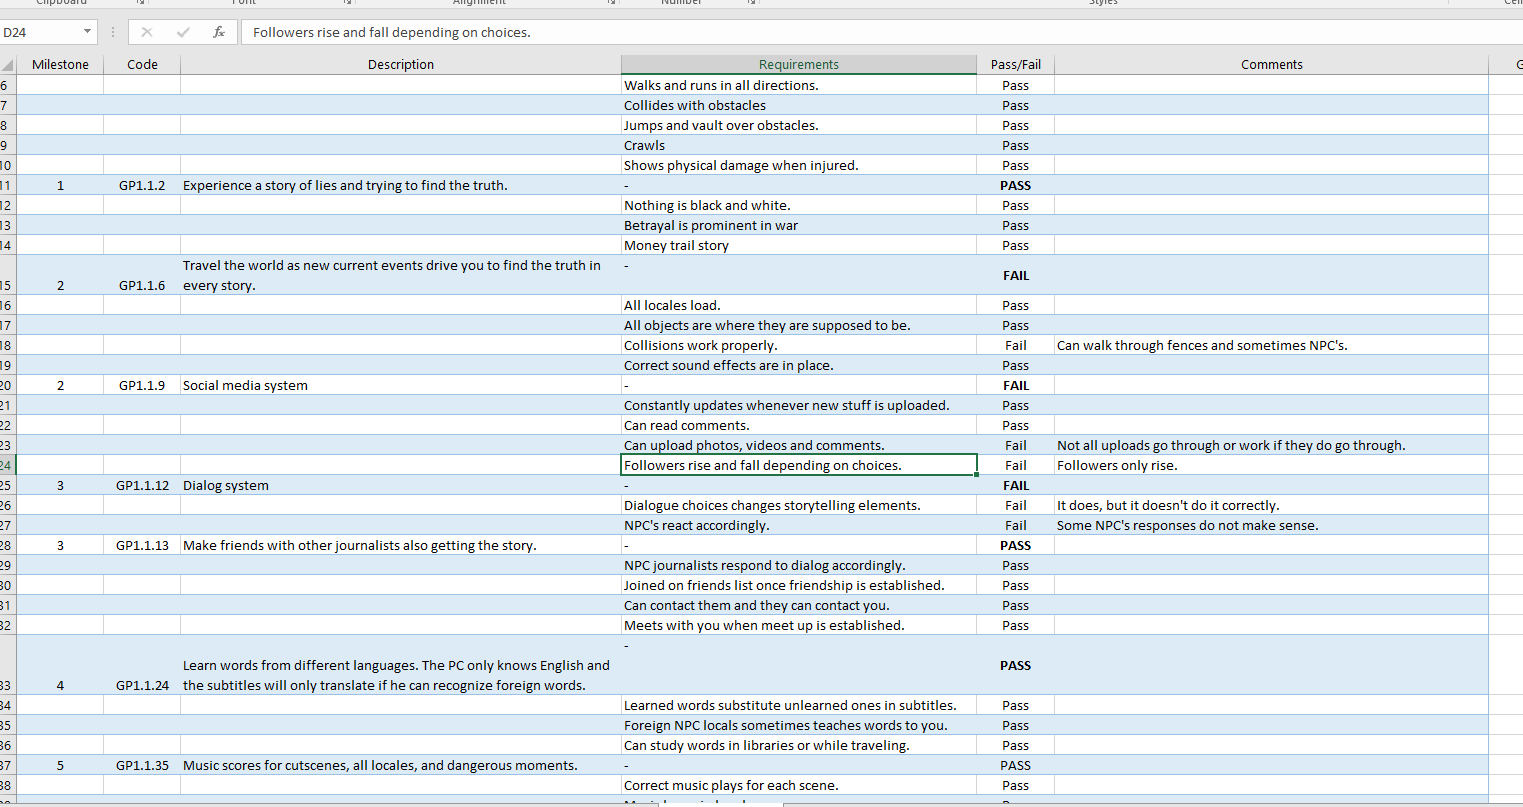 Clipboard Font Alignment Number Styles
D24 fx Followers rise and fall depending on choices.
Milestone Code Description Requirements Pass/Fail Comments
6 Walks and runs in all directions. Pass
7 Collides with obstacles Pass
8 Jumps and vault over obstacles. Pass
9 Crawls Pass
10 Shows physical damage when injured. Pass
11 1 GP1.1.2 Experience a story of lies and trying to find the truth. - PASS
12 Nothing is black and white. Pass
13 Betrayal is prominent in war Pass
14 Money trail story Pass
Travel the world as new current events drive you to find the truth in -
15 2 GP1.1.6 every story. FAIL
16 All locales load. Pass
17 All objects are where they are supposed to be. Pass
18 Collisions work properly. Fail Can walk through fences and sometimes NPC's.
19 Correct sound effects are in place. Pass
20 2 GP1.1.9 Social media system - FAIL
21 Constantly updates whenever new stuff is uploaded. Pass
22 Can read comments. Pass
23 Can upload photos, videos and comments. Fail Not all uploads go through or work if they do go through.
24 Followers rise and fall depending on choices. Fail Followers only rise.
25 3 GP1.1.12 Dialog system - FAIL
26 Dialogue choices changes storytelling elements. Fail It does, but it doesn't do it correctly.
27 NPC's react accordingly. Fail Some NPC's responses do not make sense.
28 3 GP1.1.13 Make friends with other journalists also getting the story. - PASS
29 NPC journalists respond to dialog accordingly. Pass
30 Joined on friends list once friendship is established. Pass
31 Can contact them and they can contact you. Pass
32 Meets with you when meet up is established. Pass
-
Learn words from different languages. The PC only knows English and PASS
33 4 GP1.1.24 the subtitles will only translate if he can recognize foreign words.
34 Learned words substitute unlearned ones in subtitles. Pass
35 Foreign NPC locals sometimes teaches words to you. Pass
36 Can study words in libraries or while traveling. Pass
37 5 GP1.1.35 Music scores for cutscenes, all locales, and dangerous moments. - PASS
38 Correct music plays for each scene. Pass